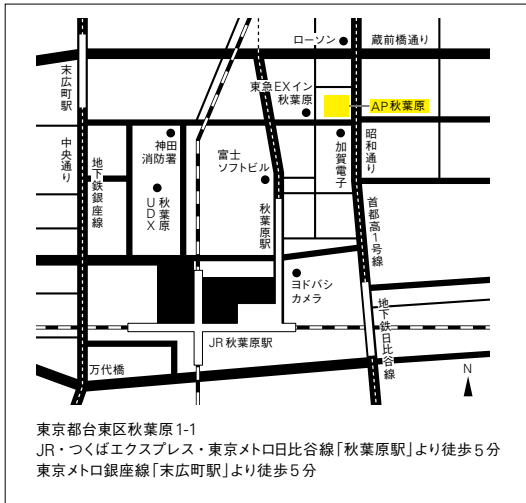 ローソン
蔵前橋通り
末広町駅
東急EXイン
秋葉原
AP秋葉原
中央通り
地下鉄銀座線
神田
消防署
秋葉原
UDX
富士
ソフトビル
加賀電子
昭和通り
秋葉原駅
首都高1号線
ヨドバシ
カメラ
地下鉄日比谷線
JR秋葉原駅
万代橋
N
東京都台東区秋葉原1-1
JR・つくばエクスプレス・東京メトロ日比谷線「秋葉原駅」より徒歩5分
東京メトロ銀座線「末広町駅」より徒歩5分